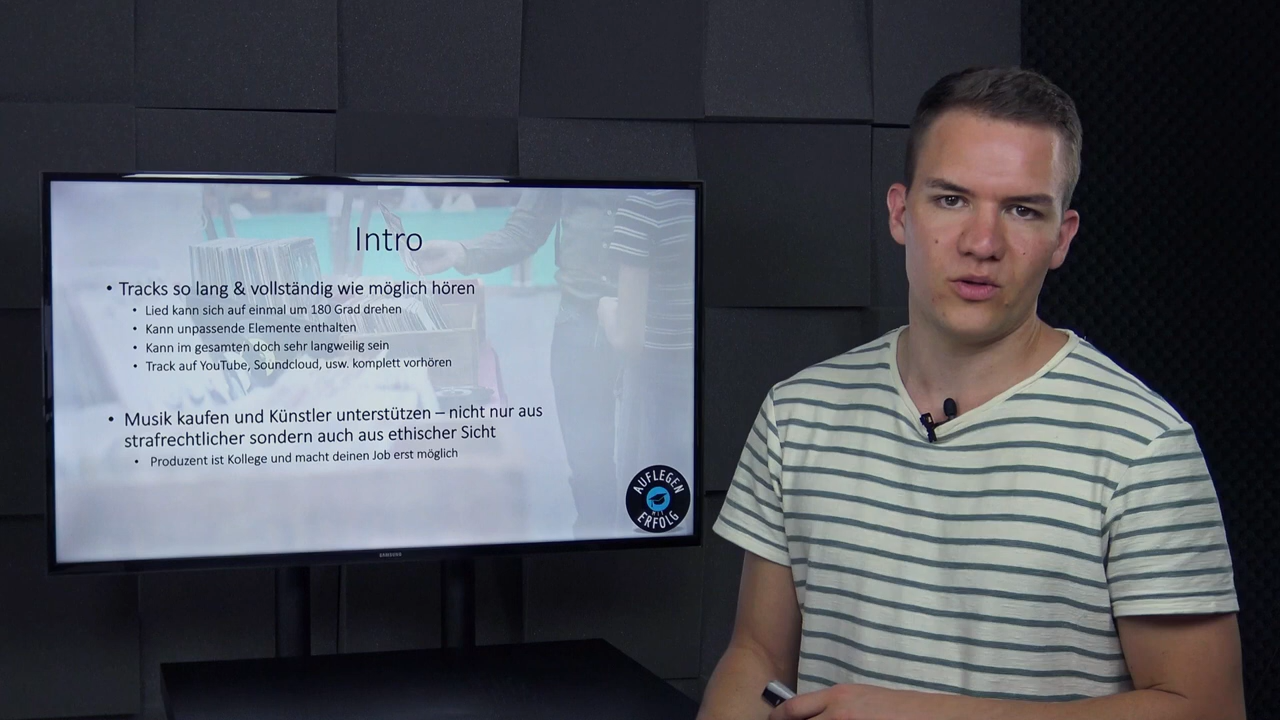 Intro
• Tracks so lang & vollständig wie möglich hören
• Lied kann sich auf einmal um 180 Grad drehen
• Kann unpassende Elemente enthalten
• Kann im gesamten doch sehr langweilig sein
• Track auf YouTube, Soundcloud, usw. komplett vorhören
• Musik kaufen und Künstler unterstützen – nicht nur aus
strafrechtlicher sondern auch aus ethischer Sicht
• Produzent ist Kollege und macht deinen Job erst möglich
AUFLEGEN
MIT
ERFOLG
SAMSUNG